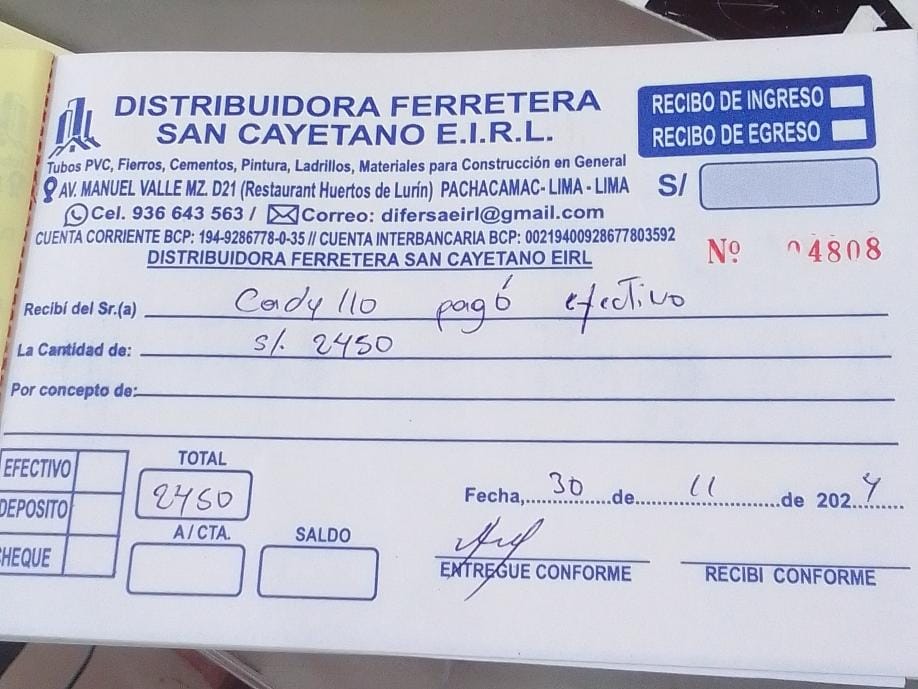 DISTRIBUIDORA FERRETERA
SAN CAYETANO E.I.R.L.
Tubos PVC, Fierros, Cementos, Pintura, Ladrillos, Materiales para Construcción en General
AV. MANUEL VALLE MZ. D21 (Restaurant Huertos de Lurín) PACHACAMAC- LIMA - LIMA
Cel. 936 643 563 / Correo: difersaeirl@gmail.com
CUENTA CORRIENTE BCP: 194-9286778-0-35 // CUENTA INTERBANCARIA BCP: 00219400928677803592
DISTRIBUIDORA FERRETERA SAN CAYETANO EIRL
RECIBO DE INGRESO
RECIBO DE EGRESO
S/
Nº 04808
Recibí del Sr.(a) Cadyllo pagó efectivo
La Cantidad de: S/. 2450
Por concepto de:
EFECTIVO
DEPOSITO
CHEQUE
TOTAL
2450
A / CTA.
SALDO
Fecha, 30 de 11 de 2024
ENTREGUE CONFORME
RECIBI CONFORME